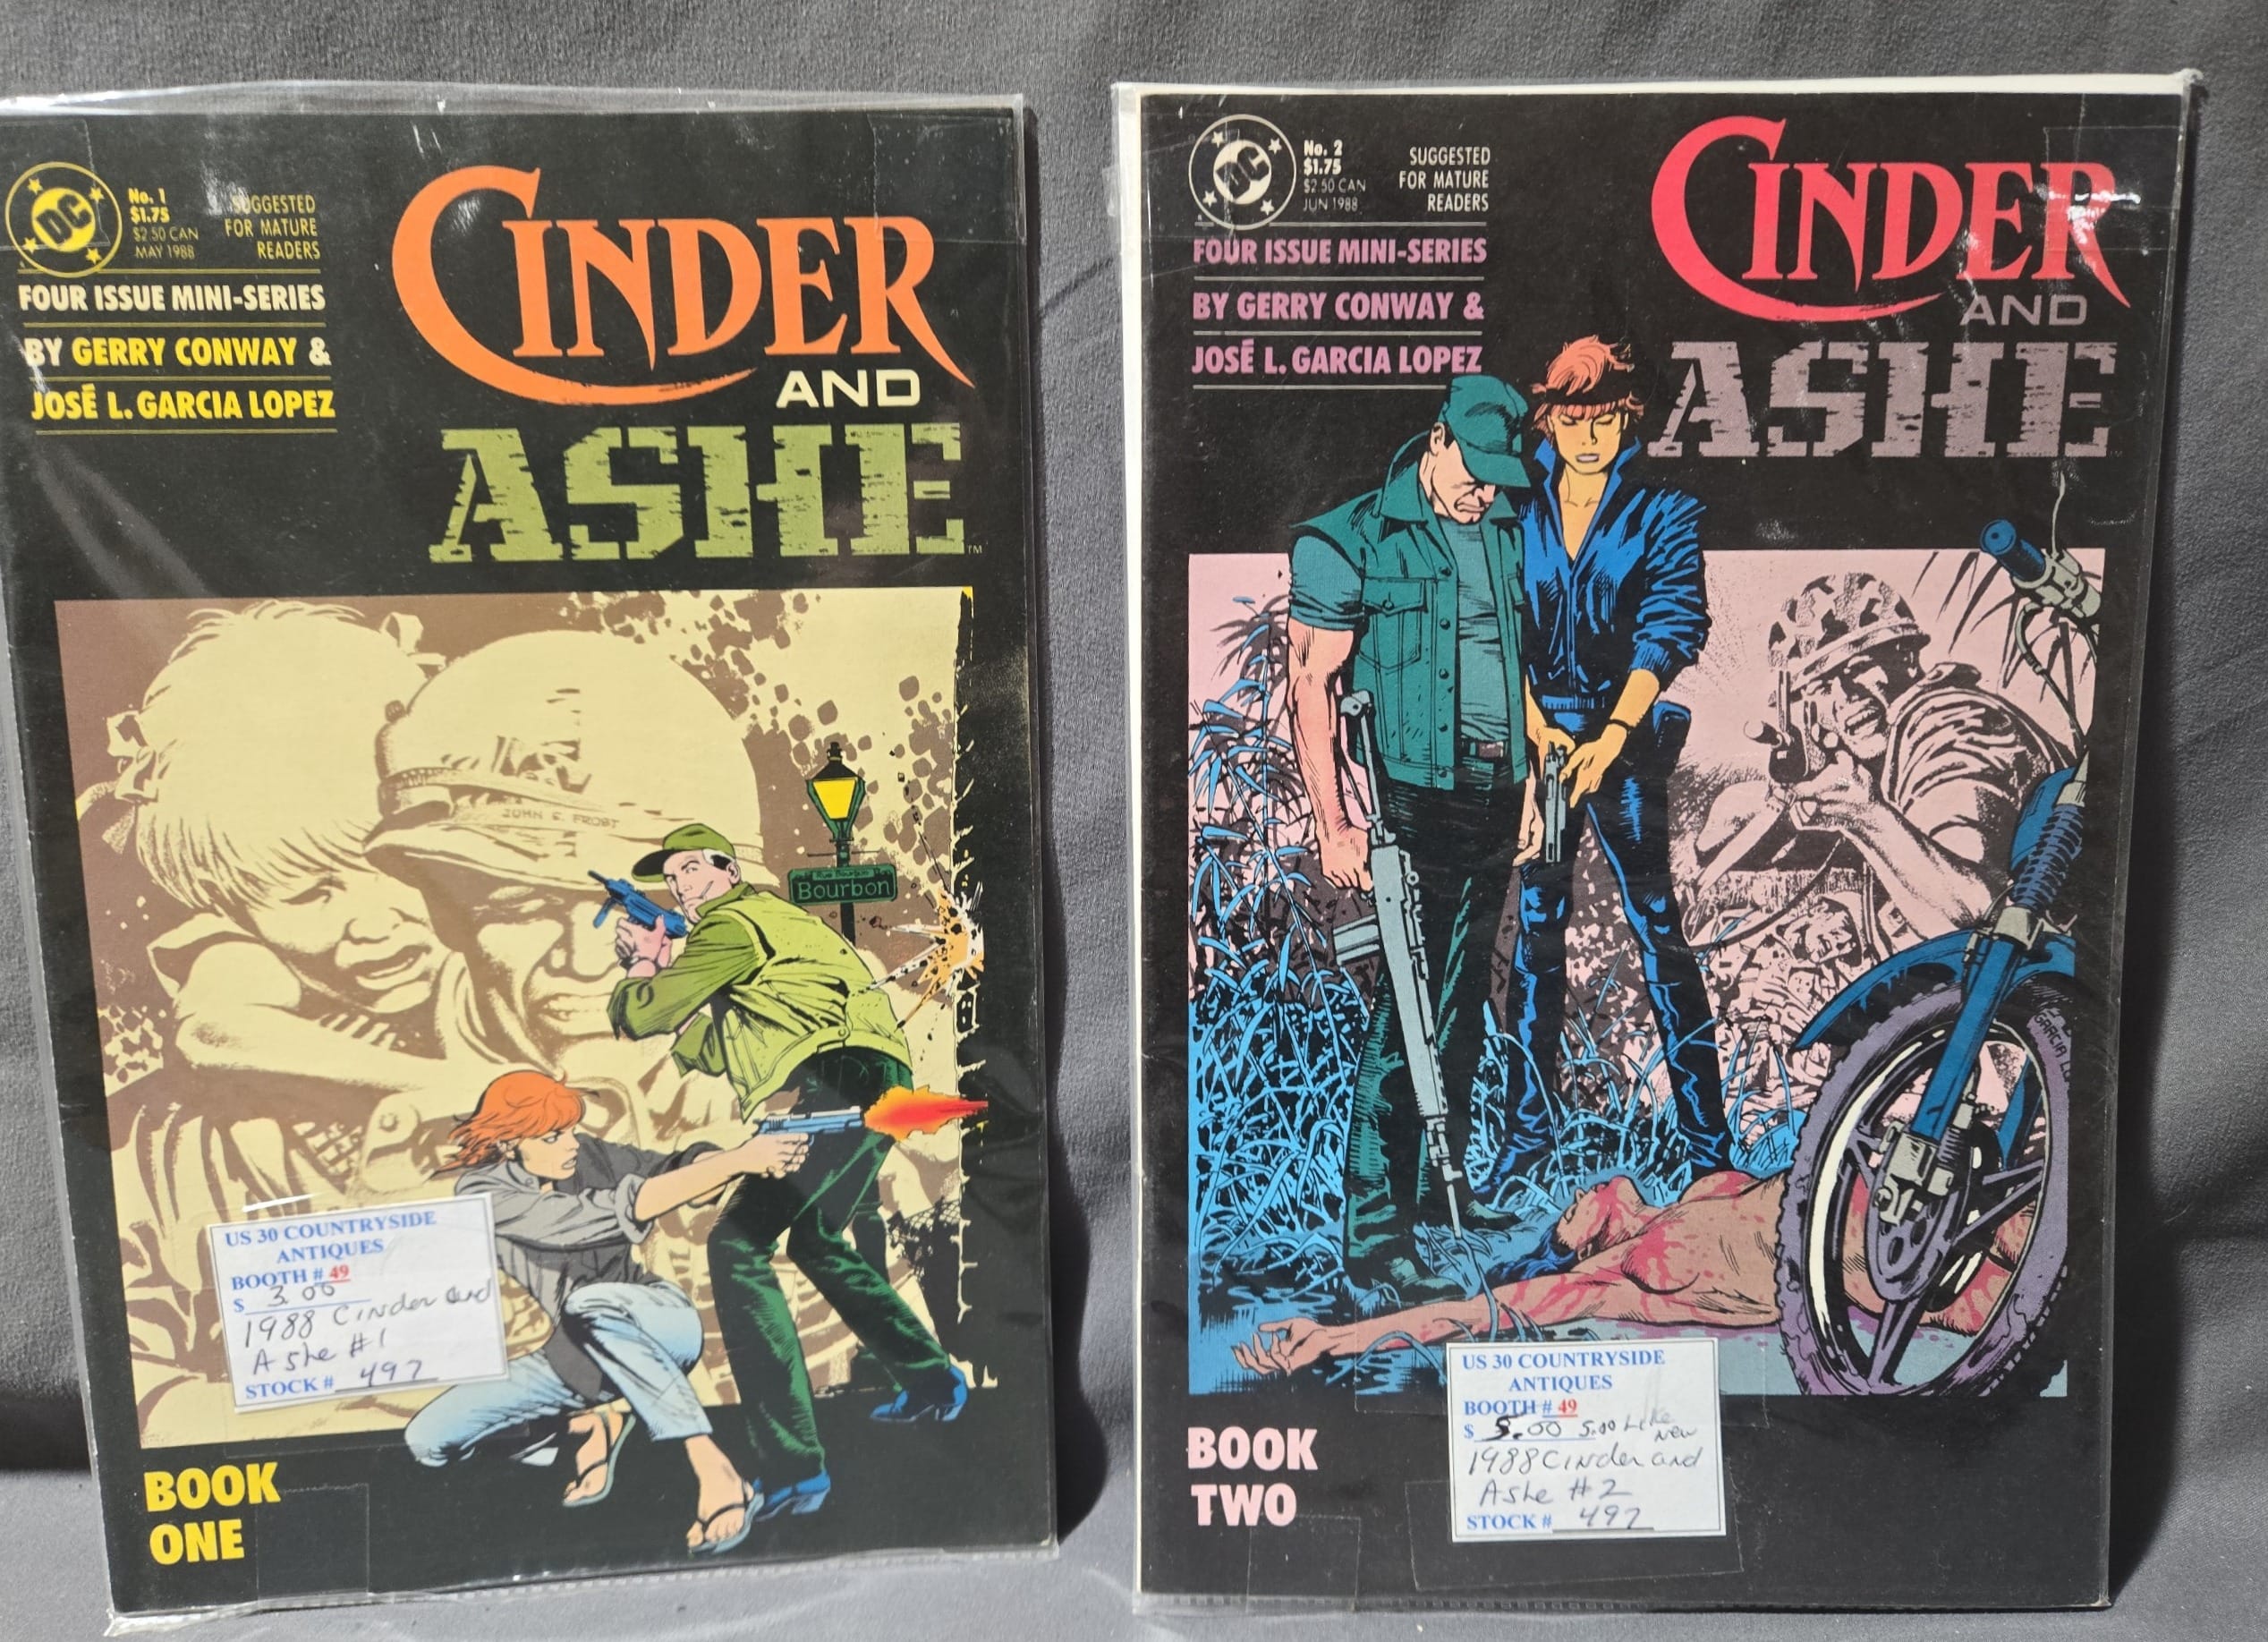 DC
No. 1
$1.75
$2.50 CAN
MAY 1988
SUGGESTED
FOR MATURE
READERS
FOUR ISSUE MINI-SERIES
BY GERRY CONWAY &
JOSÉ L. GARCIA LOPEZ
CINDER
AND
ASHE
TM
JOHN E. FROST
Rue Bourbon
Bourbon
US 30 COUNTRYSIDE
ANTIQUES
BOOTH # 49
$ 3.00
1988 Cinder and
Ashe #1
STOCK # 497
BOOK
ONE
DC
No. 2
$1.75
$2.50 CAN
JUN 1988
SUGGESTED
FOR MATURE
READERS
FOUR ISSUE MINI-SERIES
BY GERRY CONWAY &
JOSÉ L. GARCIA LOPEZ
CINDER
AND
ASHE
GARCIA LO
US 30 COUNTRYSIDE
ANTIQUES
BOOTH # 49
$ 5.00 5.00 Like
New
1988 Cinder and
Ashe #2
STOCK # 497
BOOK
TWO